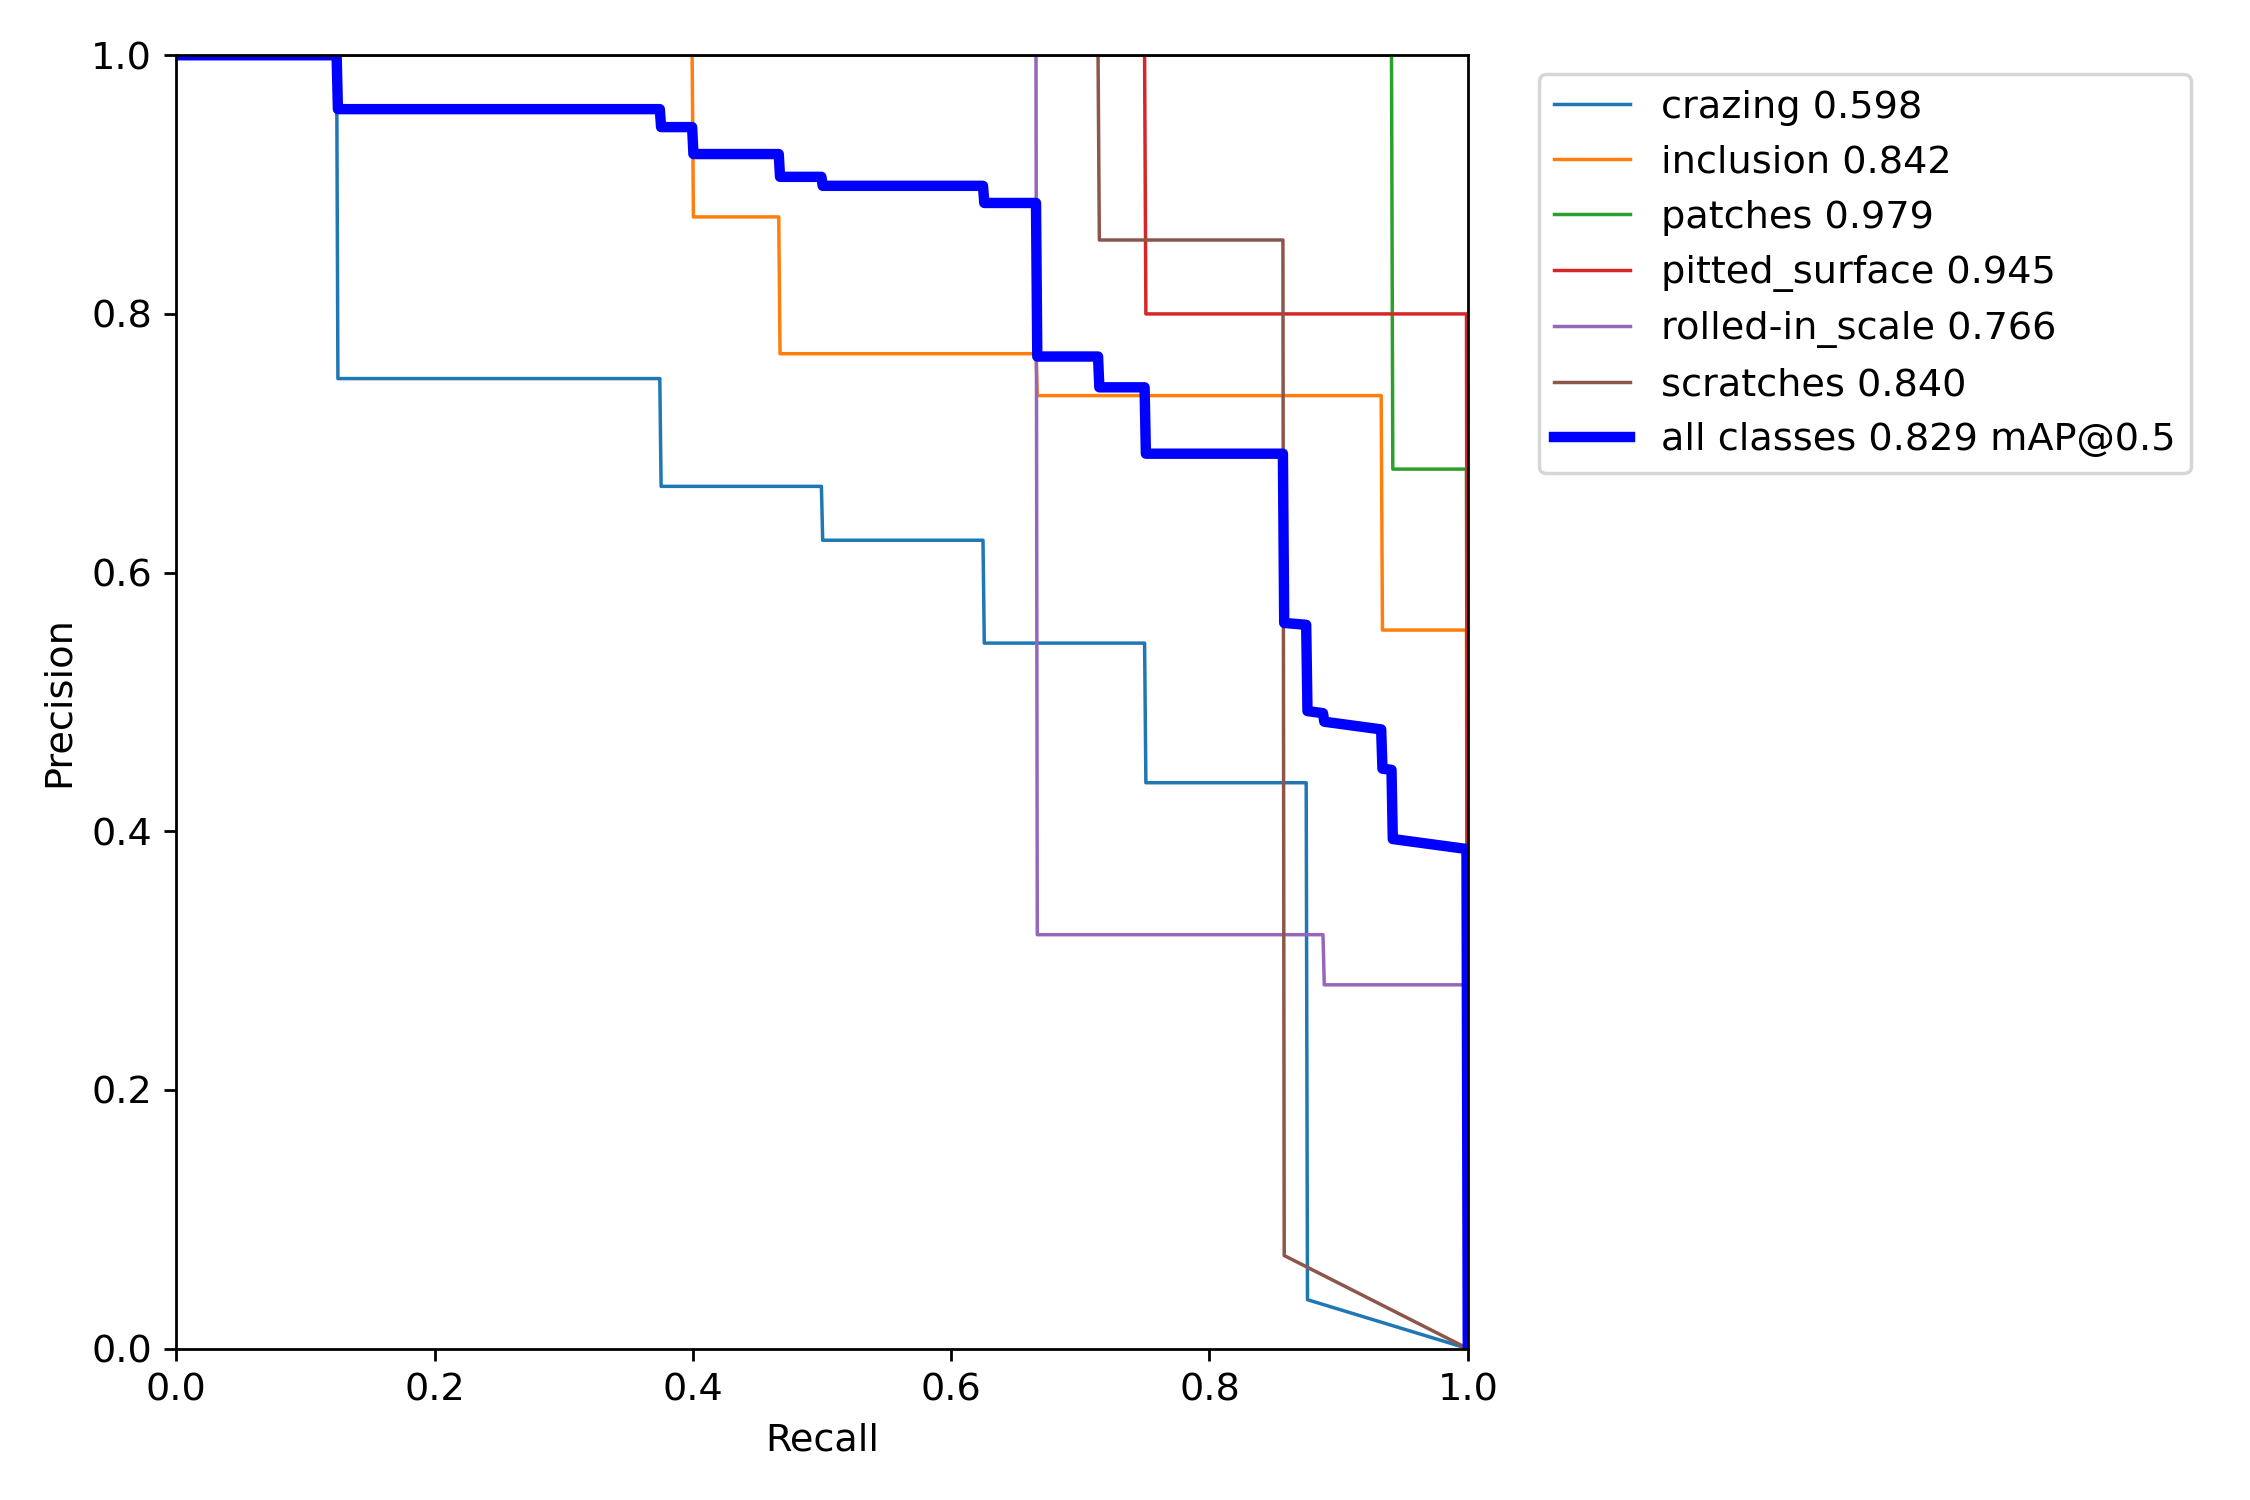 1.0
0.8
0.6
0.4
0.2
0.0
Precision
0.0 0.2 0.4 0.6 0.8 1.0
Recall
crazing 0.598
inclusion 0.842
patches 0.979
pitted_surface 0.945
rolled-in_scale 0.766
scratches 0.840
all classes 0.829 mAP@0.5